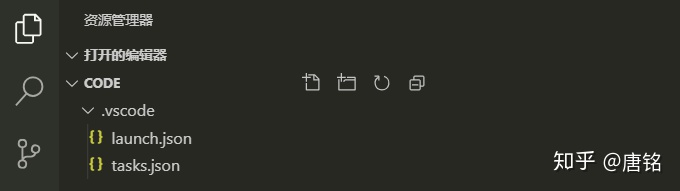 资源管理器
打开的编辑器
CODE
.vscode
{} launch.json
{} tasks.json
知乎 @唐铭